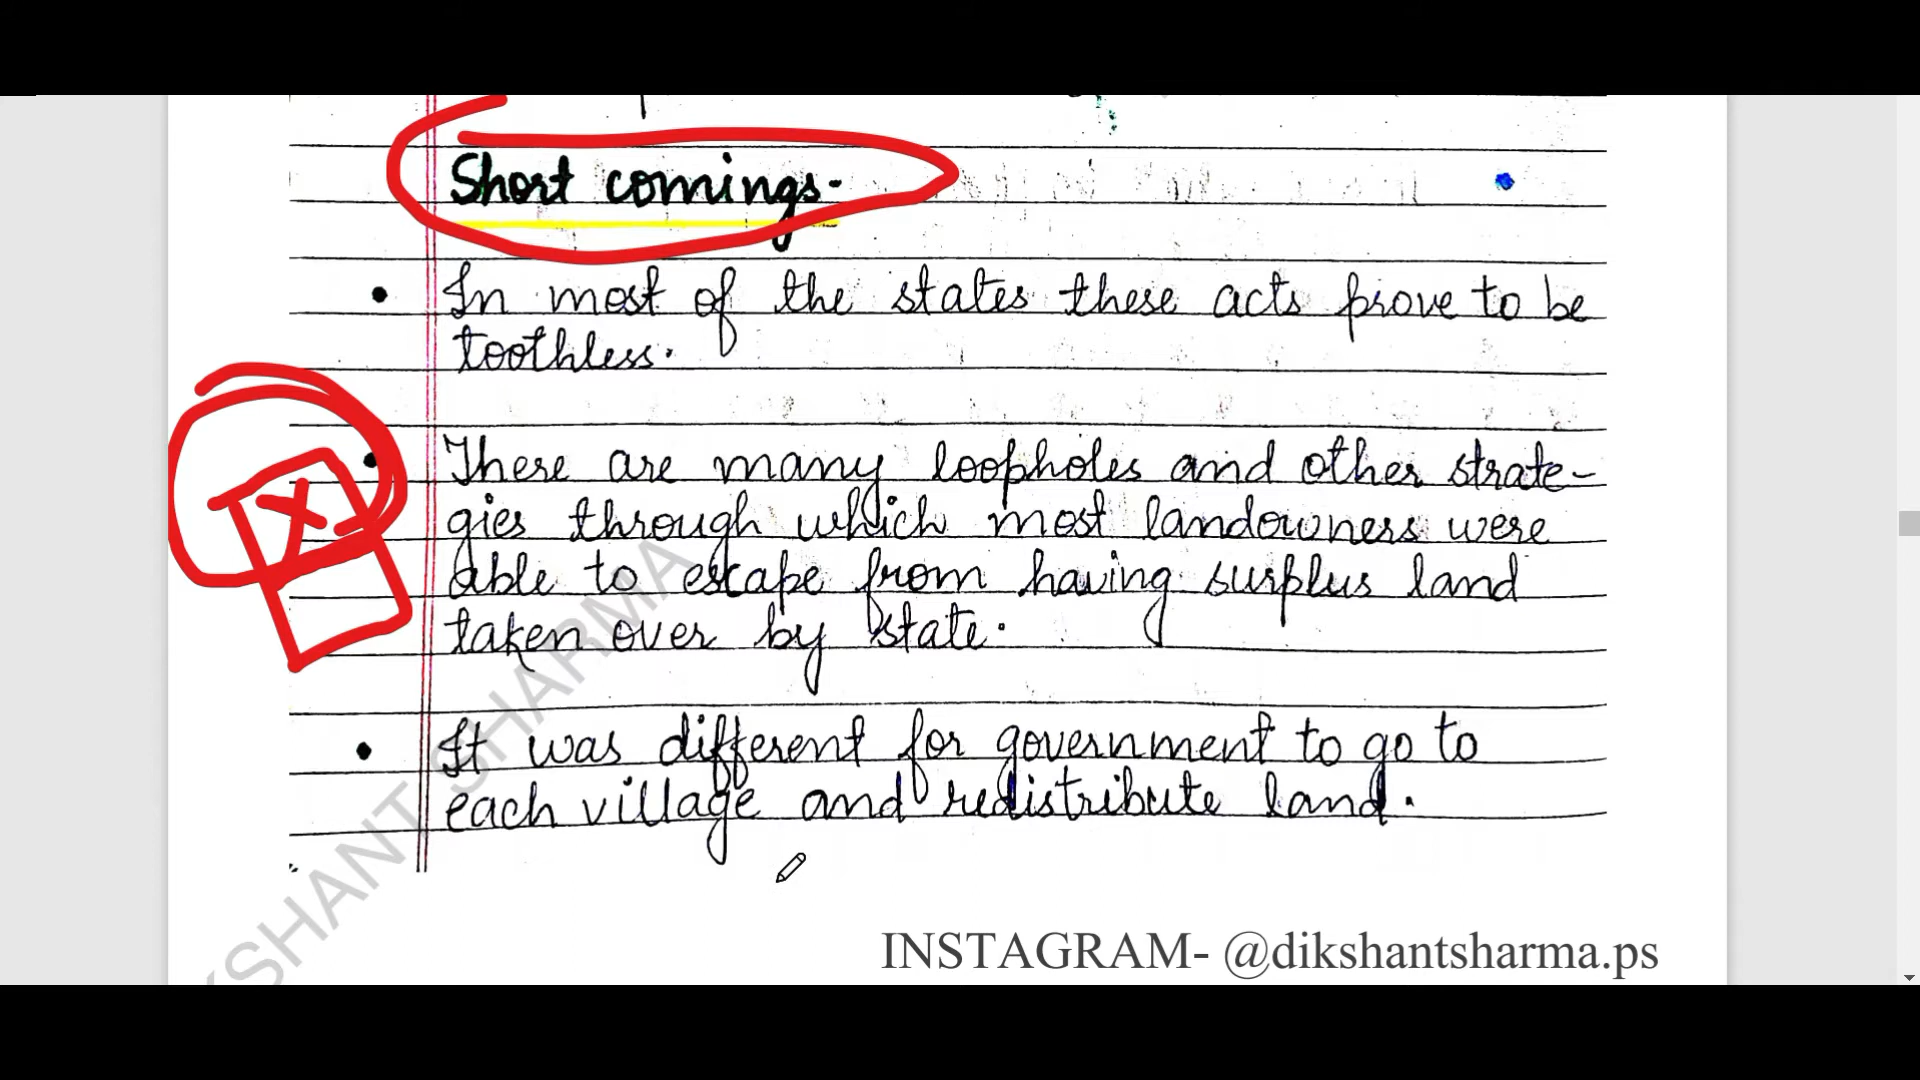 Short comings-
• In most of the states these acts prove to be
toothless.
• There are many loopholes and other strate-
gies through which most landowners were
able to escape from having surplus land
taken over by state.
• It was different for government to go to
each village and redistribute land.
KSHANT SHARMA
INSTAGRAM- @dikshantsharma.ps